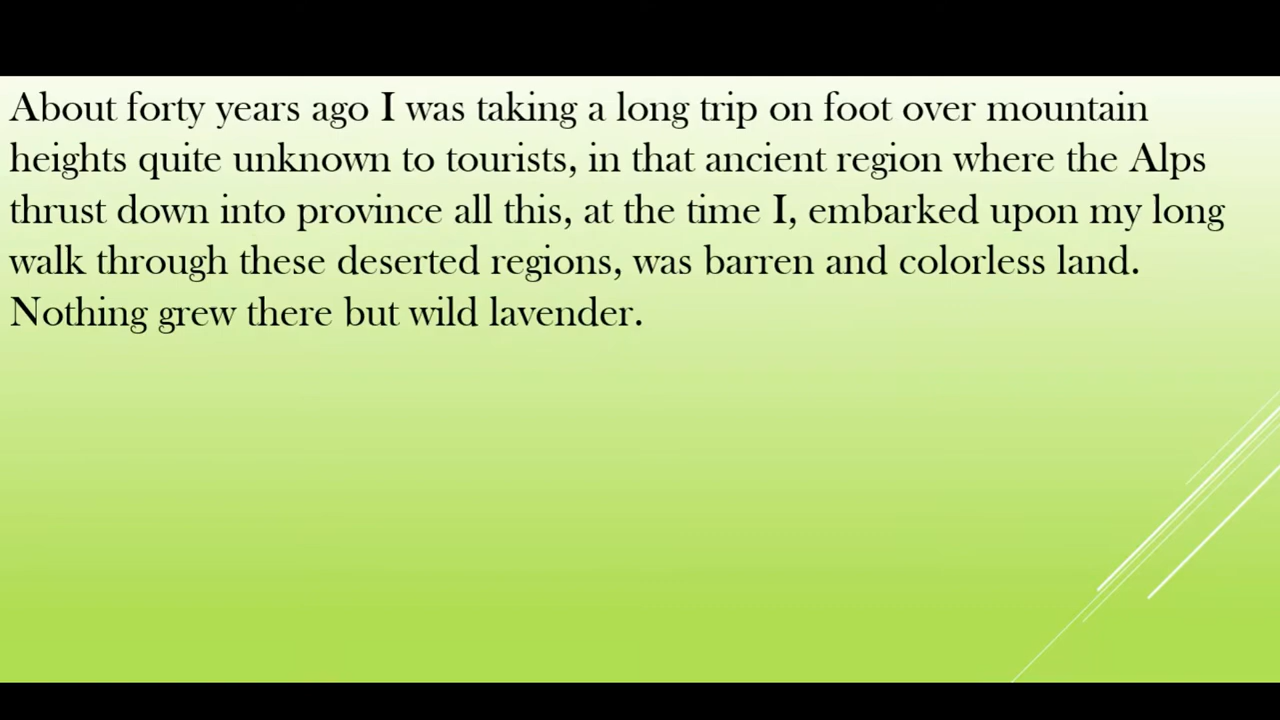 About forty years ago I was taking a long trip on foot over mountain
heights quite unknown to tourists, in that ancient region where the Alps
thrust down into province all this, at the time I, embarked upon my long
walk through these deserted regions, was barren and colorless land.
Nothing grew there but wild lavender.